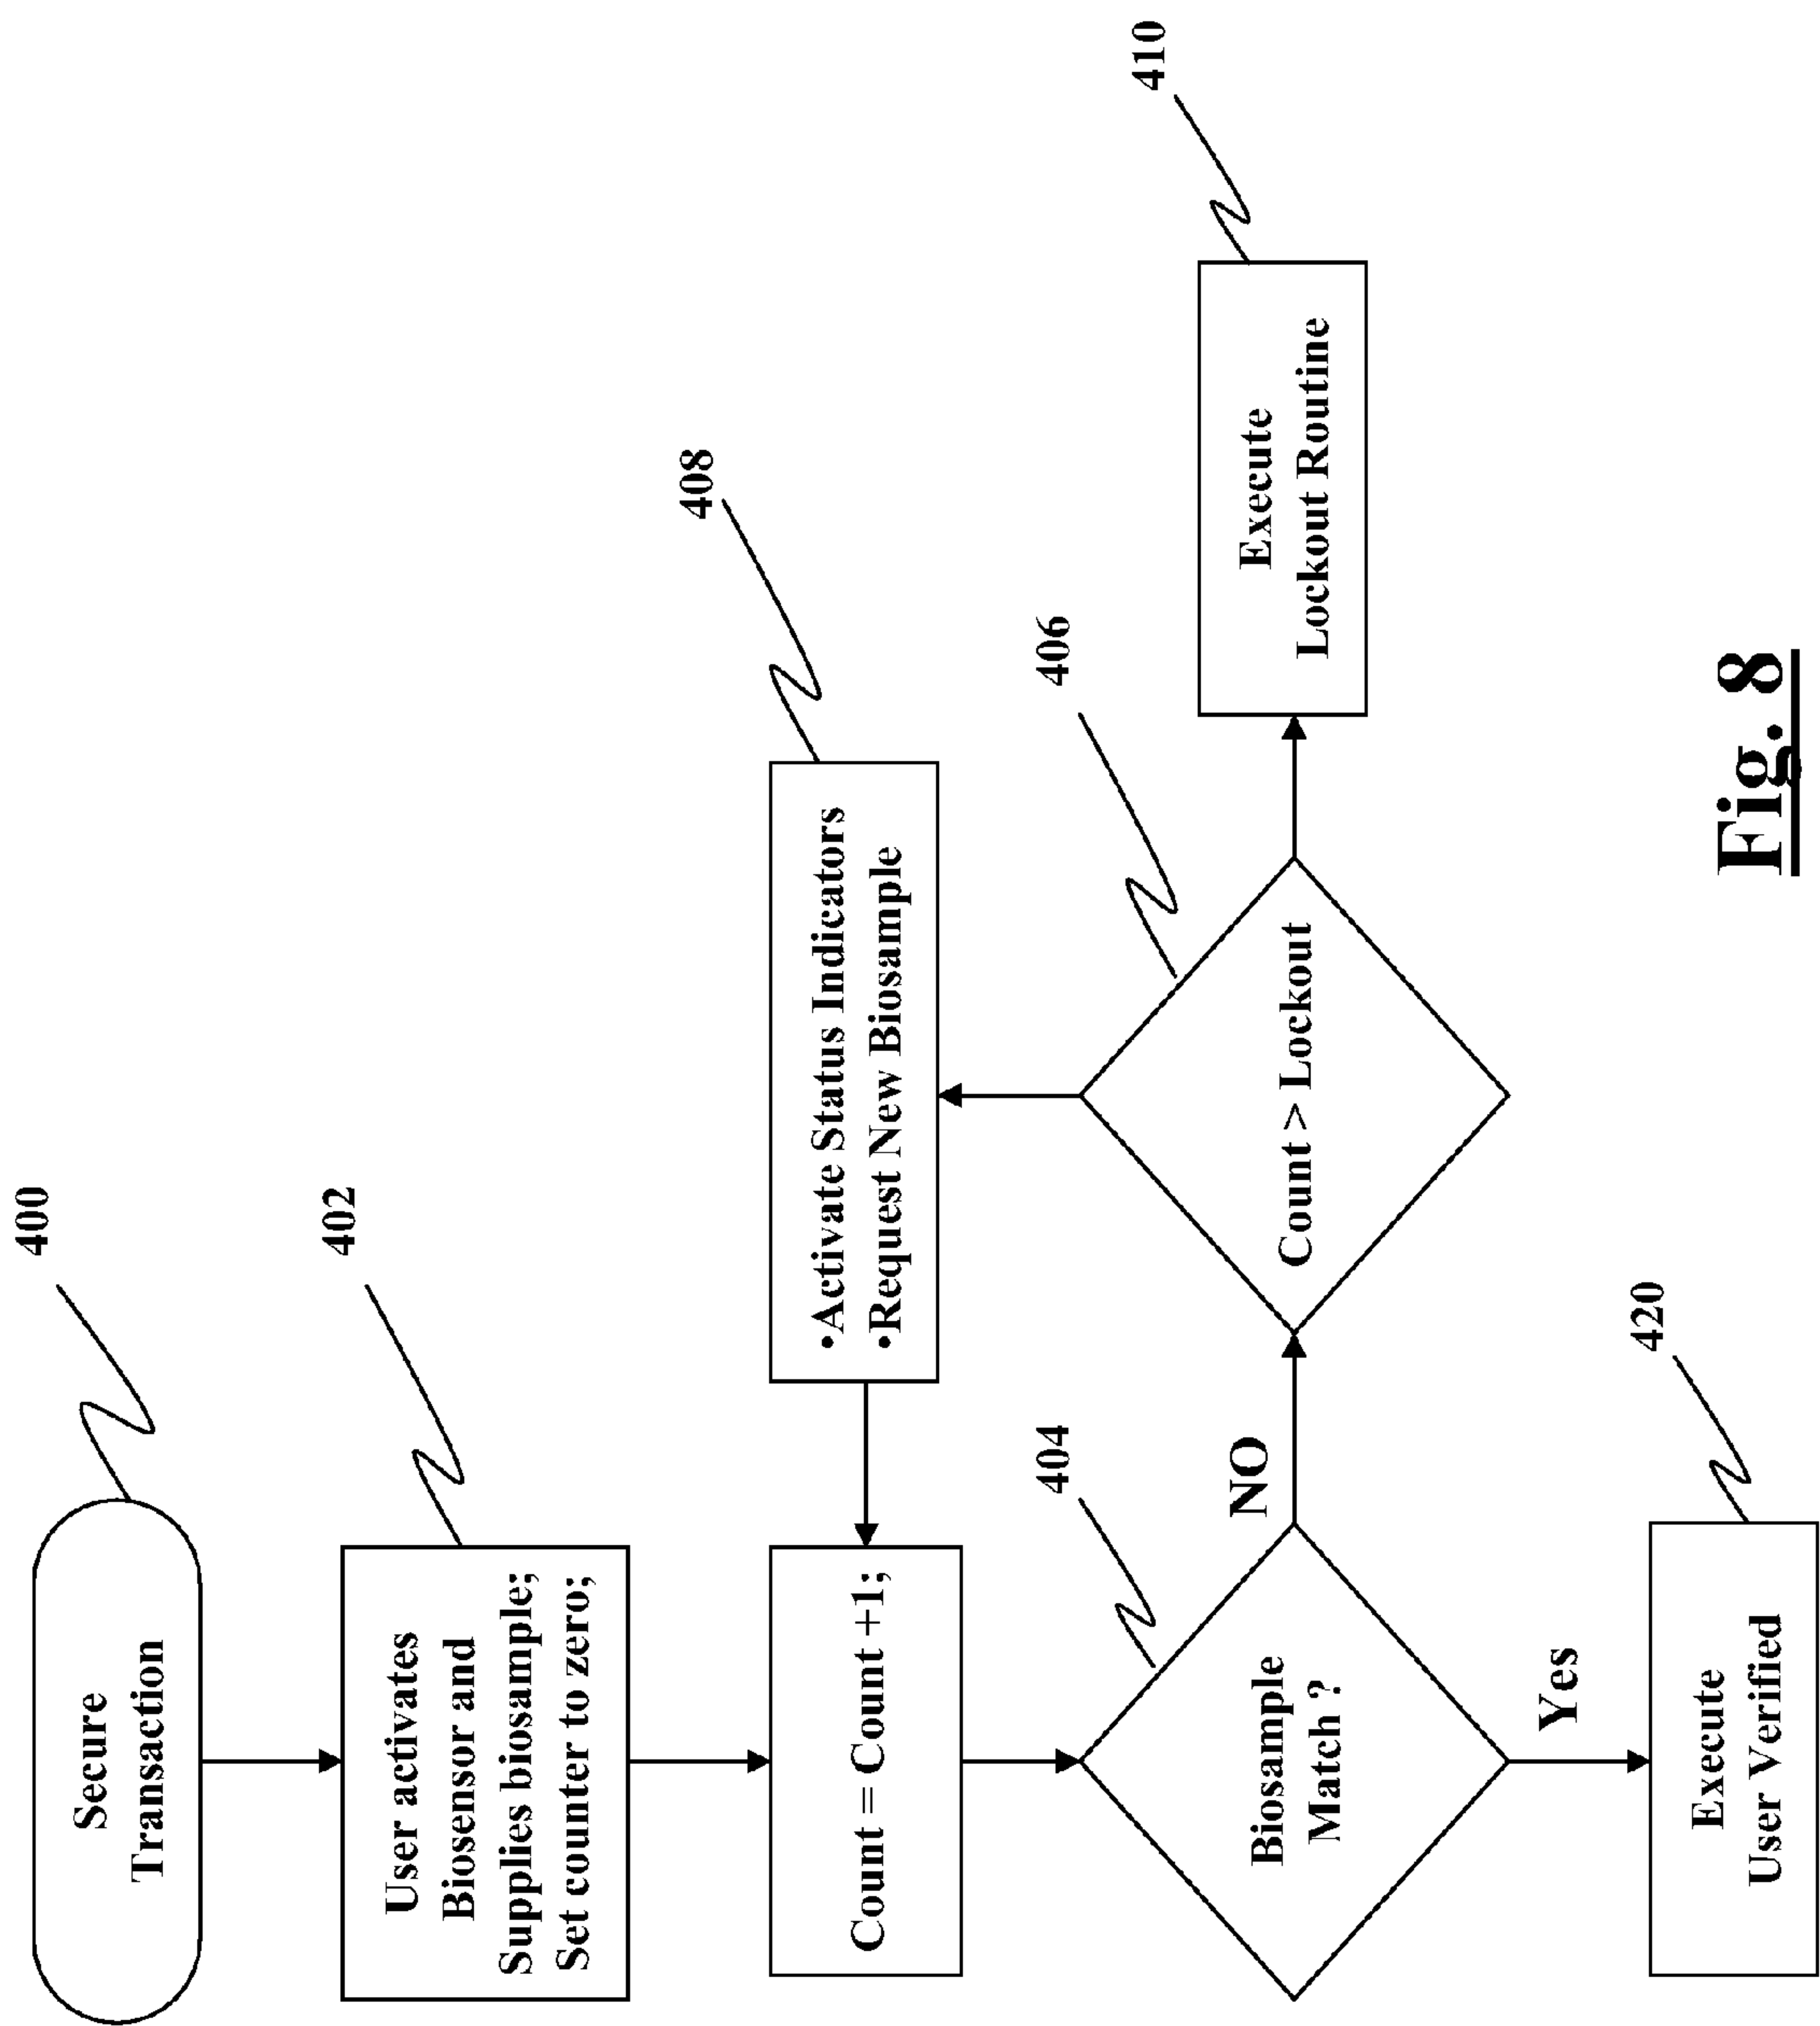 400
Secure
Transaction
402
User activates
Biosensor and
Supplies biosample;
Set counter to zero;
408
•Activate Status Indicators
•Request New Biosample
Count = Count +1;
404
Biosample
Match ?
NO
406
Count > Lockout
410
Execute
Lockout Routine
Yes
420
Execute
User Verified
Fig. 8